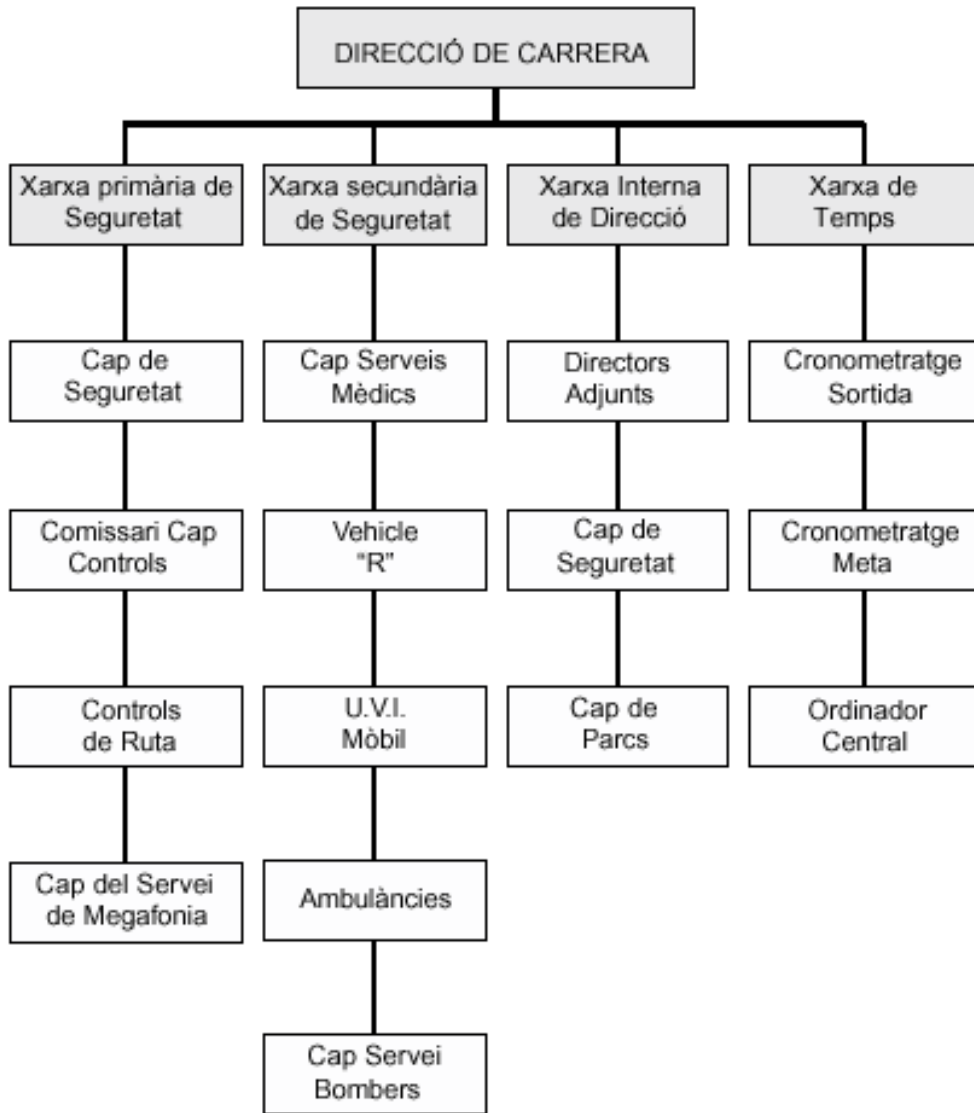 DIRECCIÓ DE CARRERA
Xarxa primària de
Seguretat
Xarxa secundària
de Seguretat
Xarxa Interna
de Direcció
Xarxa de
Temps
Cap de
Seguretat
Cap Serveis
Mèdics
Directors
Adjunts
Cronometratge
Sortida
Comissari Cap
Controls
Vehicle
“R”
Cap de
Seguretat
Cronometratge
Meta
Controls
de Ruta
U.V.I.
Mòbil
Cap de
Parcs
Ordinador
Central
Cap del Servei
de Megafonia
Ambulàncies
Cap Servei
Bombers